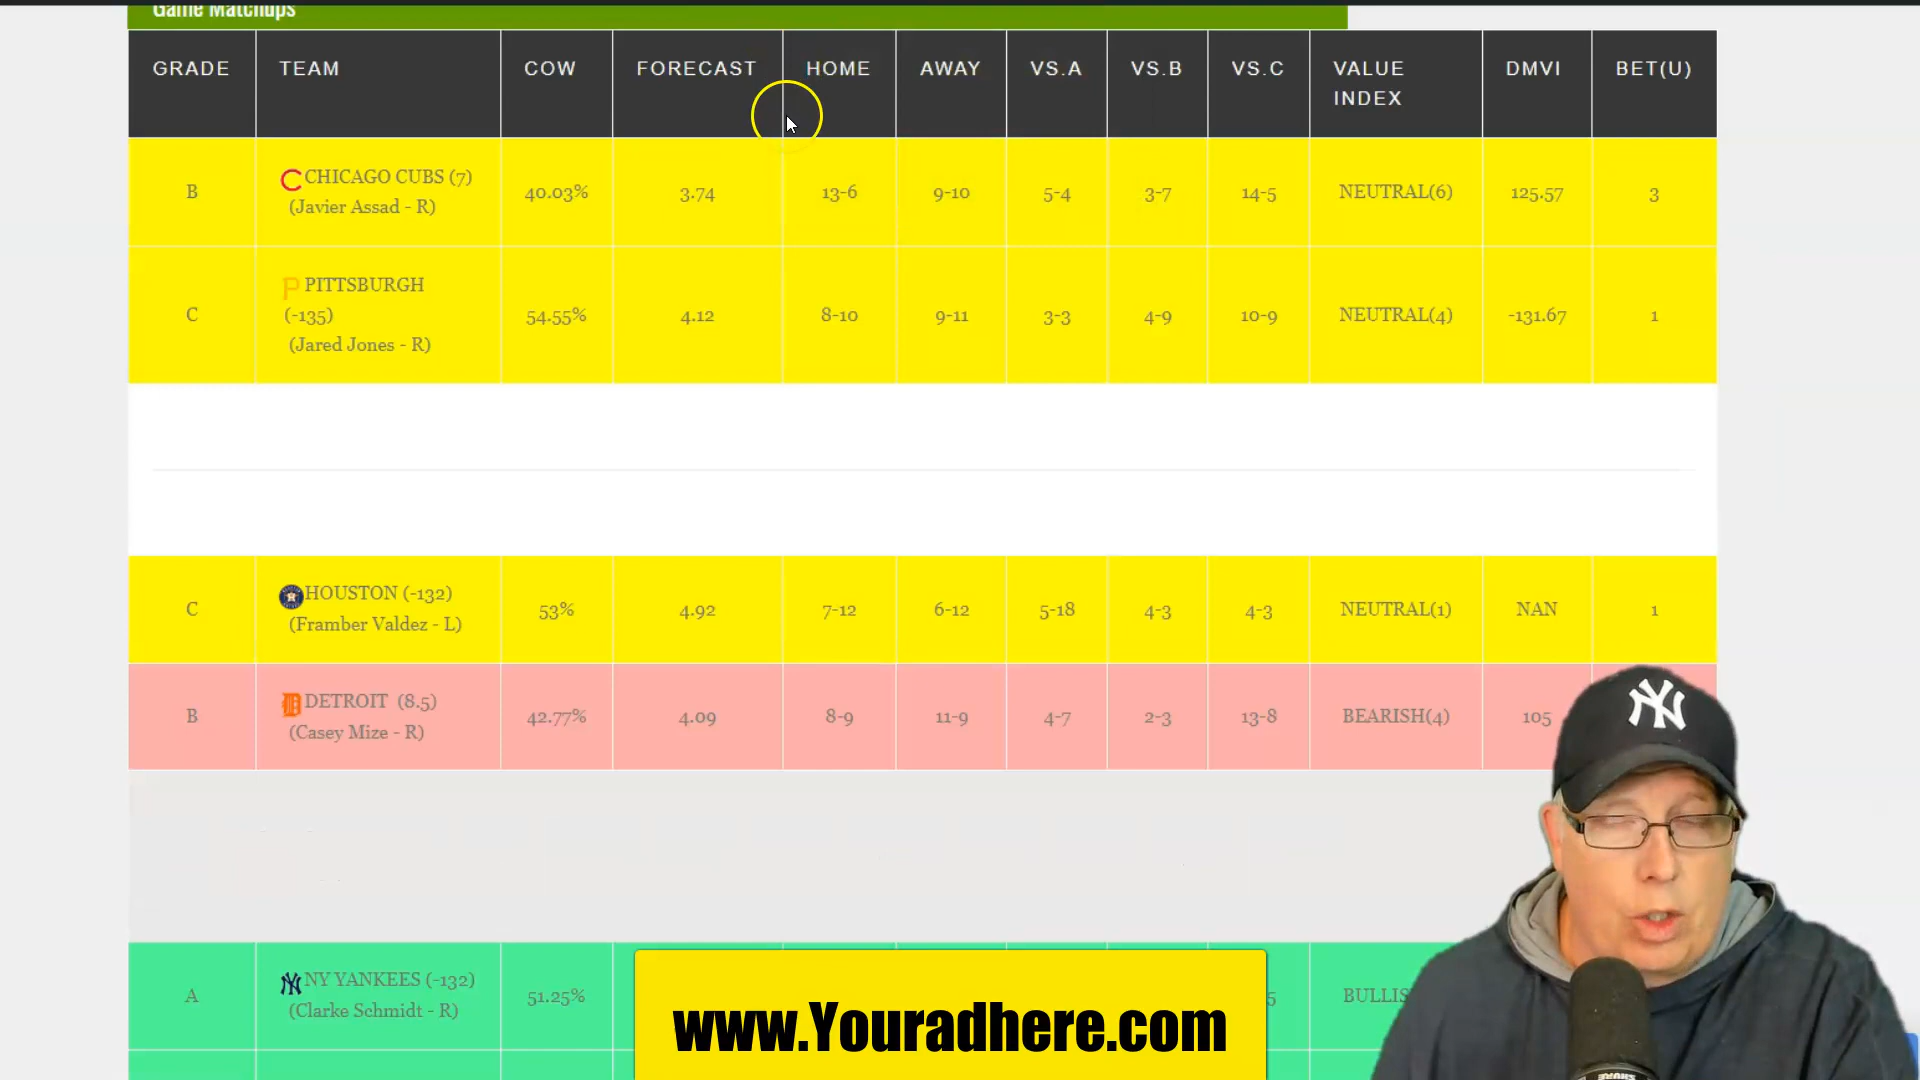 Game Matchups
GRADE TEAM COW FORECAST HOME AWAY VS.A VS.B VS.C VALUE INDEX DMVI BET(U)
B CHICAGO CUBS (7) (Javier Assad - R) 40.03% 3.74 13-6 9-10 5-4 3-7 14-5 NEUTRAL(6) 125.57 3
C PITTSBURGH (-135) (Jared Jones - R) 54.55% 4.12 8-10 9-11 3-3 4-9 10-9 NEUTRAL(4) -131.67 1
C HOUSTON (-132) (Framber Valdez - L) 53% 4.92 7-12 6-12 5-18 4-3 4-3 NEUTRAL(1) NAN 1
B DETROIT (8.5) (Casey Mize - R) 42.77% 4.09 8-9 11-9 4-7 2-3 13-8 BEARISH(4) 105
A NY YANKEES (-132) (Clarke Schmidt - R) 51.25% 5 BULLIS
www.Youradhere.com
NY
SHURE